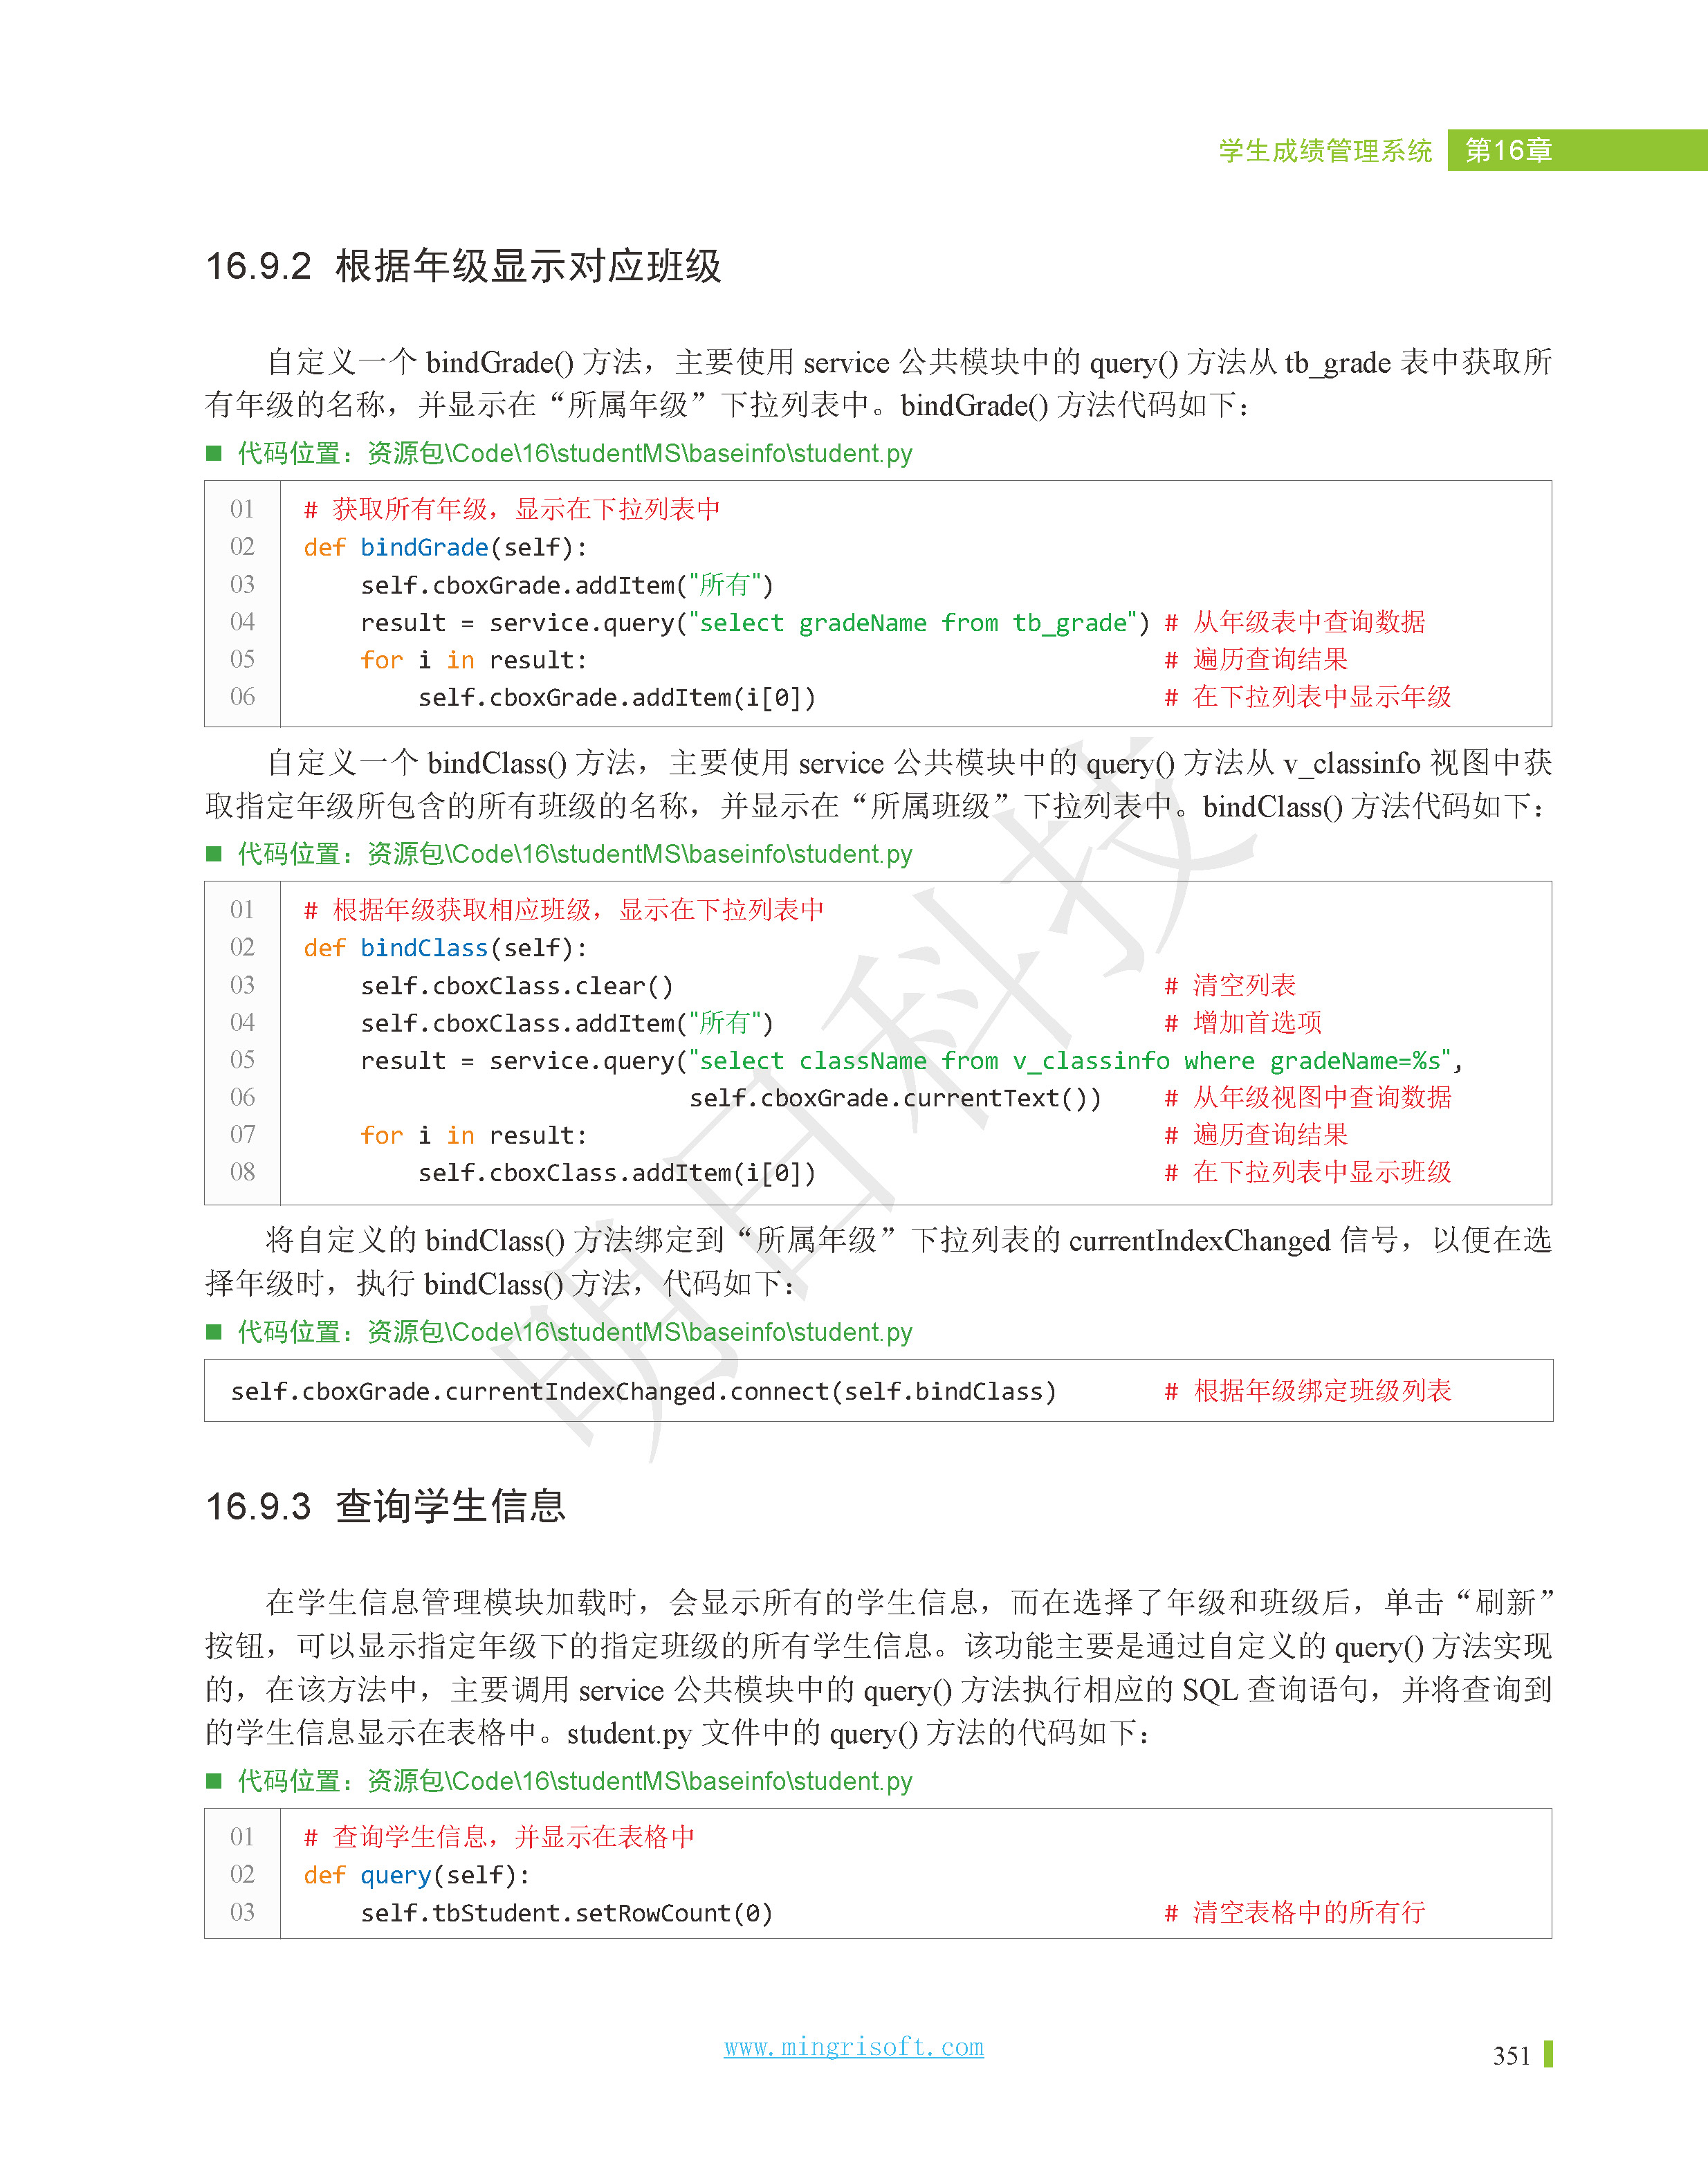 学生成绩管理系统 第16章
16.9.2 根据年级显示对应班级
自定义一个 bindGrade() 方法，主要使用 service 公共模块中的 query() 方法从 tb_grade 表中获取所
有年级的名称，并显示在“所属年级”下拉列表中。bindGrade() 方法代码如下：
■ 代码位置：资源包\Code\16\studentMS\baseinfo\student.py
01 # 获取所有年级，显示在下拉列表中
02 def bindGrade(self):
03     self.cboxGrade.addItem("所有")
04     result = service.query("select gradeName from tb_grade") # 从年级表中查询数据
05     for i in result: # 遍历查询结果
06         self.cboxGrade.addItem(i[0]) # 在下拉列表中显示年级
自定义一个 bindClass() 方法，主要使用 service 公共模块中的 query() 方法从 v_classinfo 视图中获
取指定年级所包含的所有班级的名称，并显示在“所属班级”下拉列表中。bindClass() 方法代码如下：
■ 代码位置：资源包\Code\16\studentMS\baseinfo\student.py
01 # 根据年级获取相应班级，显示在下拉列表中
02 def bindClass(self):
03     self.cboxClass.clear() # 清空列表
04     self.cboxClass.addItem("所有") # 增加首选项
05     result = service.query("select className from v_classinfo where gradeName=%s",
06                            self.cboxGrade.currentText()) # 从年级视图中查询数据
07     for i in result: # 遍历查询结果
08         self.cboxClass.addItem(i[0]) # 在下拉列表中显示班级
将自定义的 bindClass() 方法绑定到“所属年级”下拉列表的 currentIndexChanged 信号，以便在选
择年级时，执行 bindClass() 方法，代码如下：
■ 代码位置：资源包\Code\16\studentMS\baseinfo\student.py
self.cboxGrade.currentIndexChanged.connect(self.bindClass) # 根据年级绑定班级列表
16.9.3 查询学生信息
在学生信息管理模块加载时，会显示所有的学生信息，而在选择了年级和班级后，单击“刷新”
按钮，可以显示指定年级下的指定班级的所有学生信息。该功能主要是通过自定义的 query() 方法实现
的，在该方法中，主要调用 service 公共模块中的 query() 方法执行相应的 SQL 查询语句，并将查询到
的学生信息显示在表格中。student.py 文件中的 query() 方法的代码如下：
■ 代码位置：资源包\Code\16\studentMS\baseinfo\student.py
01 # 查询学生信息，并显示在表格中
02 def query(self):
03     self.tbStudent.setRowCount(0) # 清空表格中的所有行
明日科技
www.mingrisoft.com
351